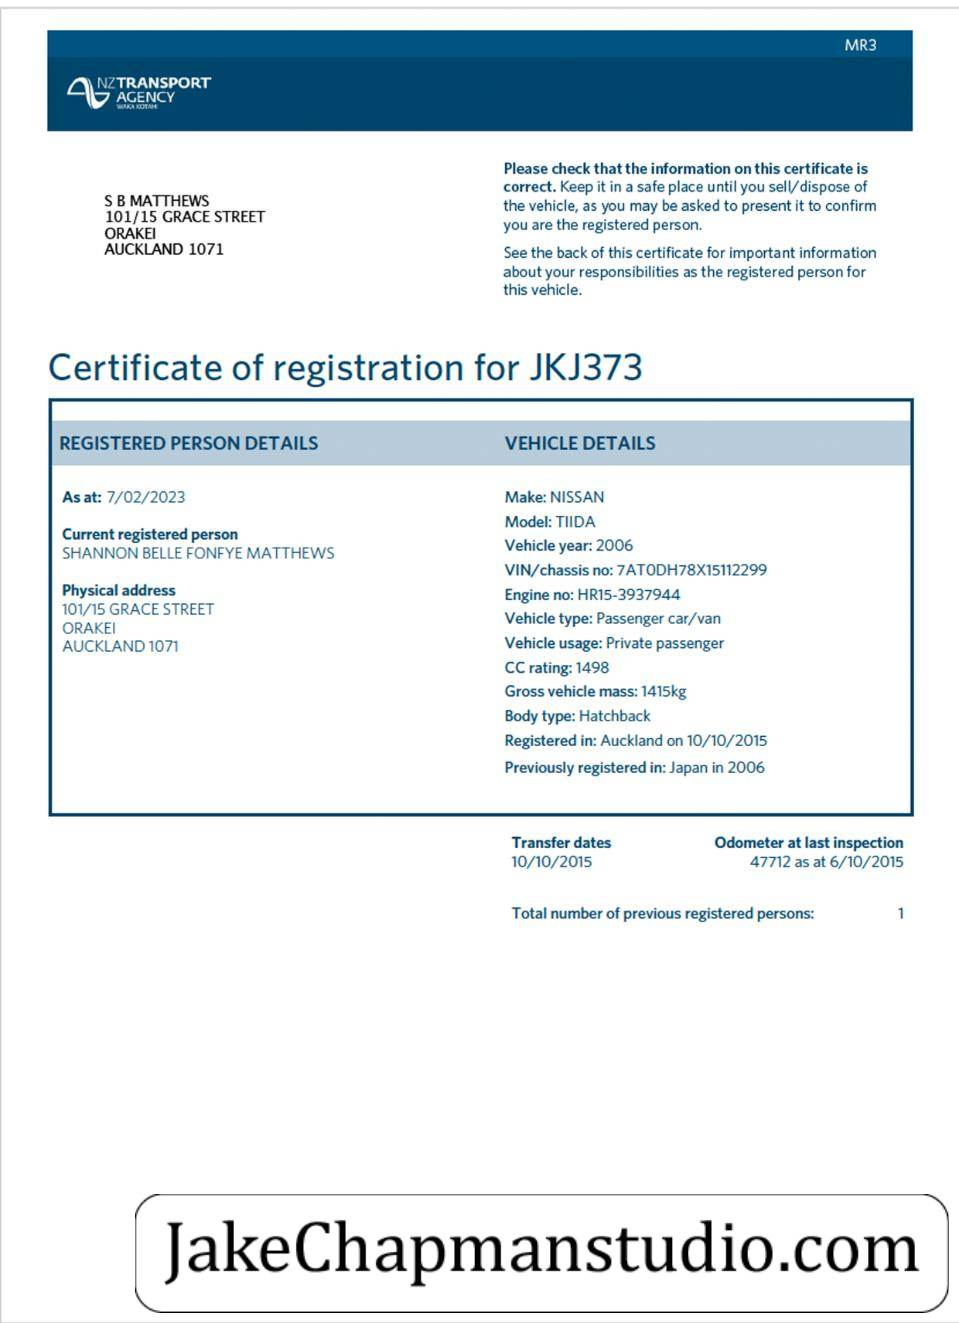 MR3
NZTRANSPORT
AGENCY
WAKA KOTAHI
S B MATTHEWS
101/15 GRACE STREET
ORAKEI
AUCKLAND 1071
Please check that the information on this certificate is
correct. Keep it in a safe place until you sell/dispose of
the vehicle, as you may be asked to present it to confirm
you are the registered person.
See the back of this certificate for important information
about your responsibilities as the registered person for
this vehicle.
Certificate of registration for JKJ373
REGISTERED PERSON DETAILS
As at: 7/02/2023
Current registered person
SHANNON BELLE FONFYE MATTHEWS
Physical address
101/15 GRACE STREET
ORAKEI
AUCKLAND 1071
VEHICLE DETAILS
Make: NISSAN
Model: TIIDA
Vehicle year: 2006
VIN/chassis no: 7AT0DH78X15112299
Engine no: HR15-3937944
Vehicle type: Passenger car/van
Vehicle usage: Private passenger
CC rating: 1498
Gross vehicle mass: 1415kg
Body type: Hatchback
Registered in: Auckland on 10/10/2015
Previously registered in: Japan in 2006
Transfer dates
10/10/2015
Odometer at last inspection
47712 as at 6/10/2015
Total number of previous registered persons: 1
JakeChapmanstudio.com